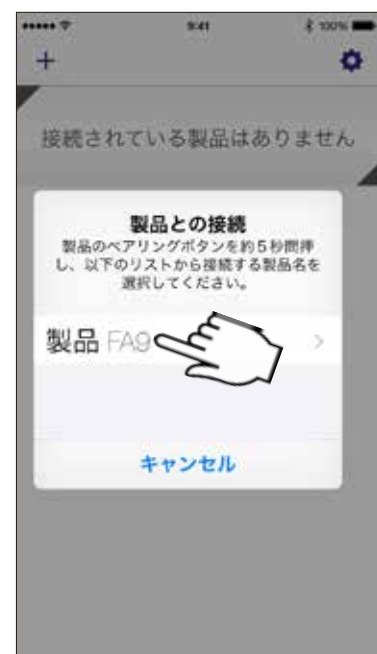 9:41
100%
+
接続されている製品はありません
製品との接続
製品のペアリングボタンを約5秒間押
し、以下のリストから接続する製品名を
選択してください。
製品 FA9
キャンセル